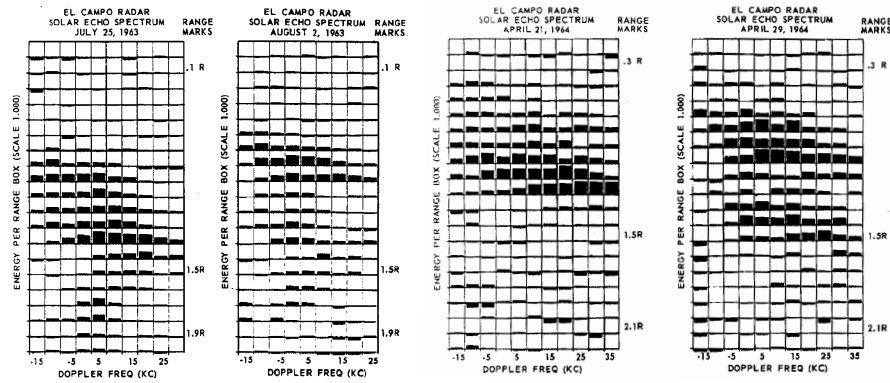 EL CAMPO RADAR
SOLAR ECHO SPECTRUM
JULY 25, 1963
RANGE
MARKS
.1 R
1.5R
1.9R
ENERGY PER RANGE BOX (SCALE 1.000)
-15 -5 5 15 25
DOPPLER FREQ (KC)
EL CAMPO RADAR
SOLAR ECHO SPECTRUM
AUGUST 2, 1963
RANGE
MARKS
.1 R
1.5R
1.9R
ENERGY PER RANGE BOX (SCALE 1.000)
-15 5 15 25
DOPPLER FREQ (KC)
EL CAMPO RADAR
SOLAR ECHO SPECTRUM
APRIL 21, 1964
RANGE
MARKS
.3 R
1.5R
2.1R
ENERGY PER RANGE BOX (SCALE 1.000)
-15 -5 5 15 25 35
DOPPLER FREQ (KC)
EL CAMPO RADAR
SOLAR ECHO SPECTRUM
APRIL 29, 1964
RANGE
MARKS
.3 R
1.5R
2.1R
ENERGY PER RANGE BOX (SCALE 1.000)
-15 5 15 25 35
DOPPLER FREQ (KC)